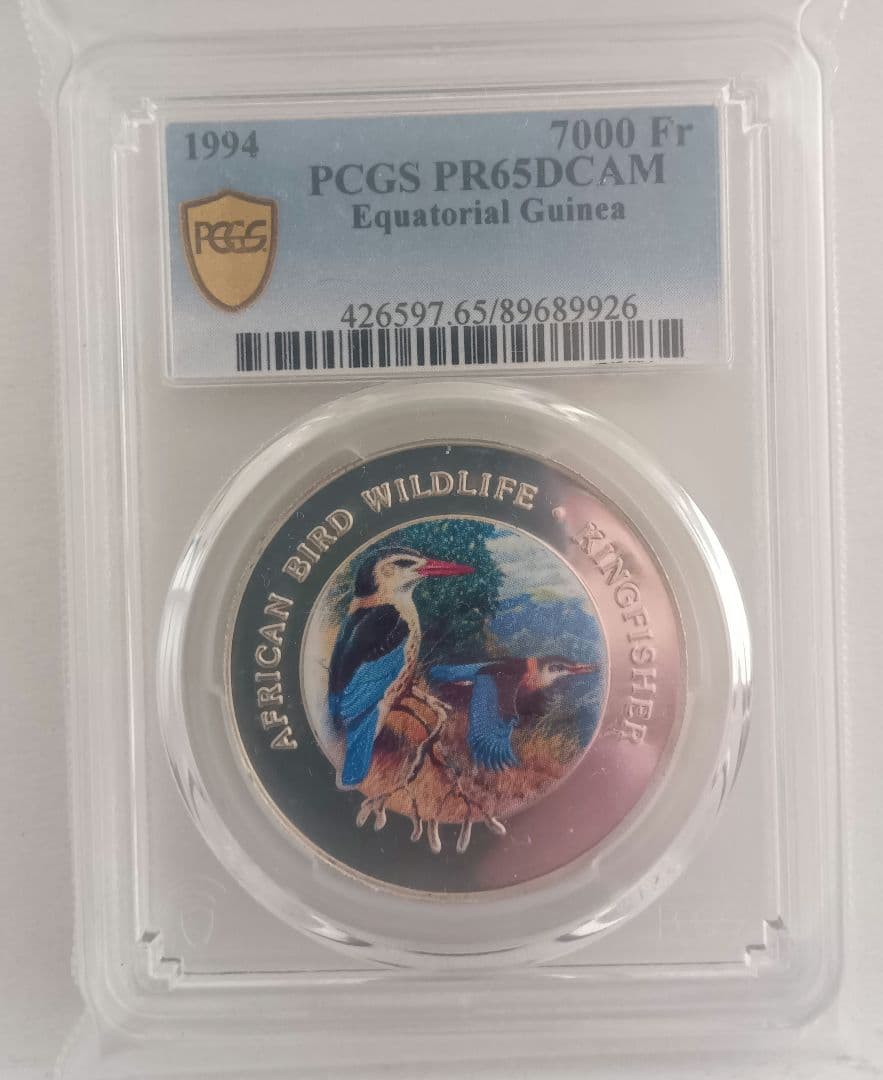 1994
7000 Fr
PCGS PR65DCAM
Equatorial Guinea
PCGS
426597.65/89689926
AFRICAN BIRD WILDLIFE • KINGFISHER